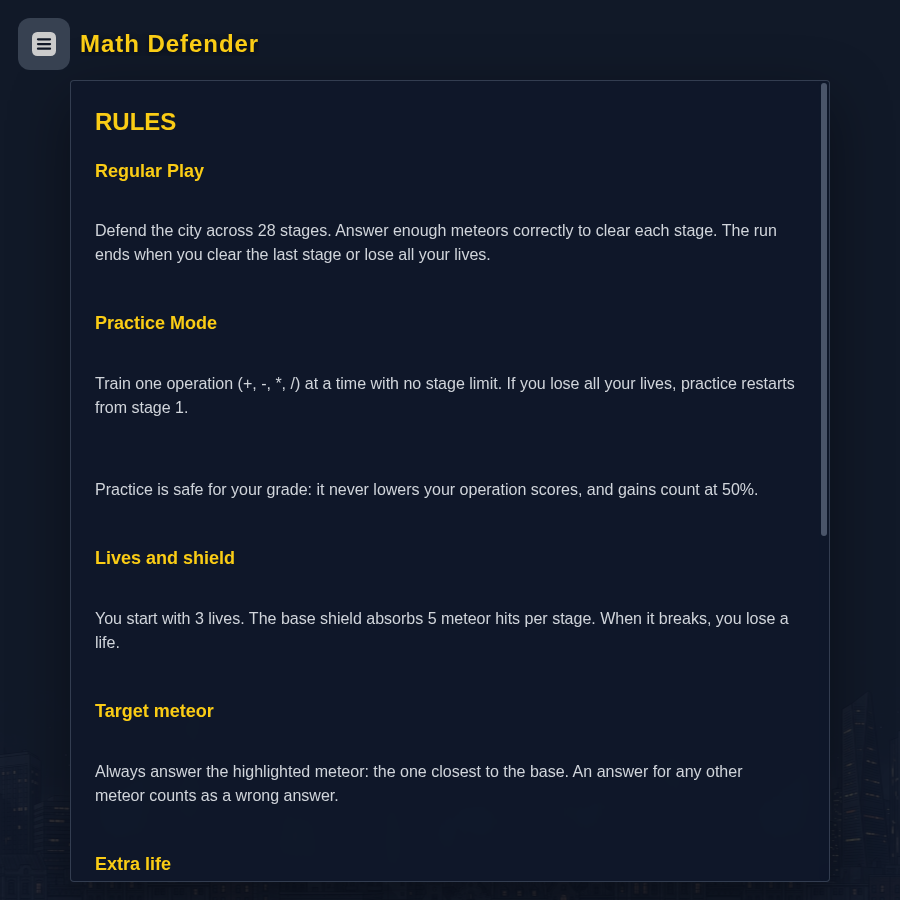 Math Defender
RULES
Regular Play
Defend the city across 28 stages. Answer enough meteors correctly to clear each stage. The run
ends when you clear the last stage or lose all your lives.
Practice Mode
Train one operation (+, -, *, /) at a time with no stage limit. If you lose all your lives, practice restarts
from stage 1.
Practice is safe for your grade: it never lowers your operation scores, and gains count at 50%.
Lives and shield
You start with 3 lives. The base shield absorbs 5 meteor hits per stage. When it breaks, you lose a
life.
Target meteor
Always answer the highlighted meteor: the one closest to the base. An answer for any other
meteor counts as a wrong answer.
Extra life